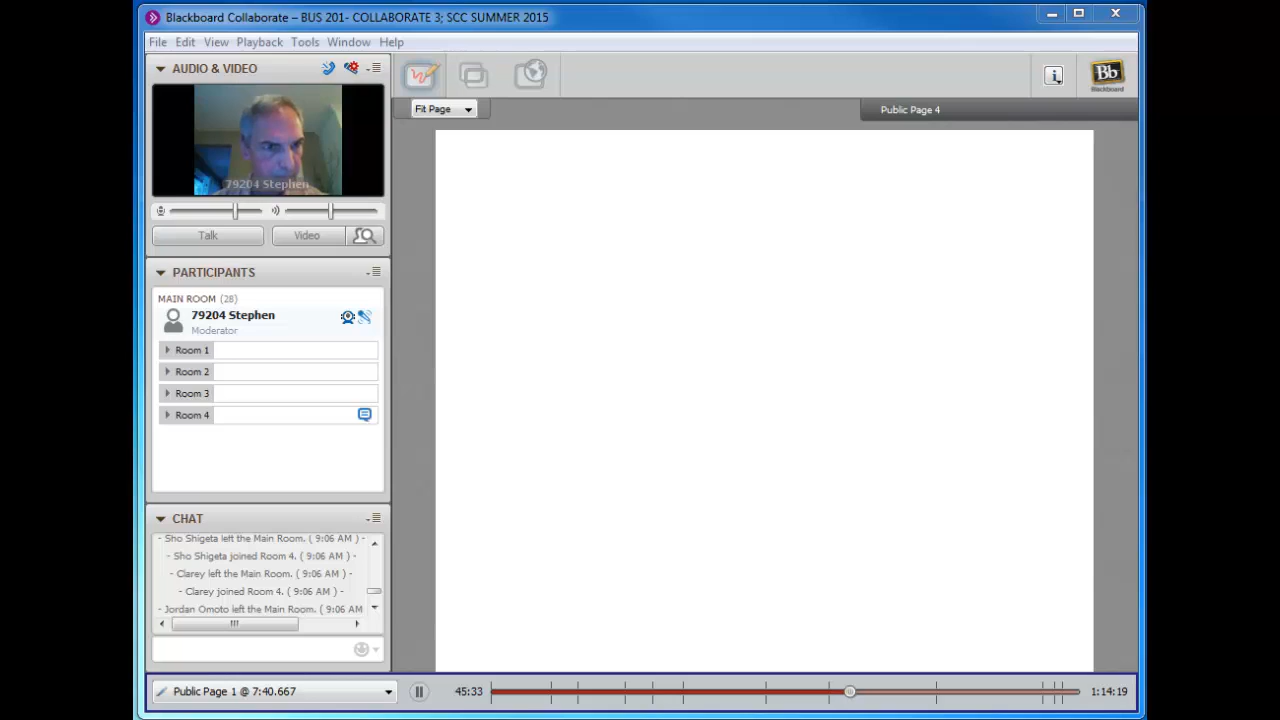 Blackboard Collaborate – BUS 201- COLLABORATE 3; SCC SUMMER 2015
File Edit View Playback Tools Window Help
AUDIO & VIDEO
79204 Stephen
Talk Video
PARTICIPANTS
MAIN ROOM (28)
79204 Stephen
Moderator
Room 1
Room 2
Room 3
Room 4
CHAT
- Sho Shigeta left the Main Room. ( 9:06 AM ) -
- Sho Shigeta joined Room 4. ( 9:06 AM ) -
- Clarey left the Main Room. ( 9:06 AM ) -
- Clarey joined Room 4. ( 9:06 AM ) -
- Jordan Omoto left the Main Room. ( 9:06 AM
Bb
Blackboard
Fit Page
Public Page 4
Public Page 1 @ 7:40.667
45:33
1:14:19